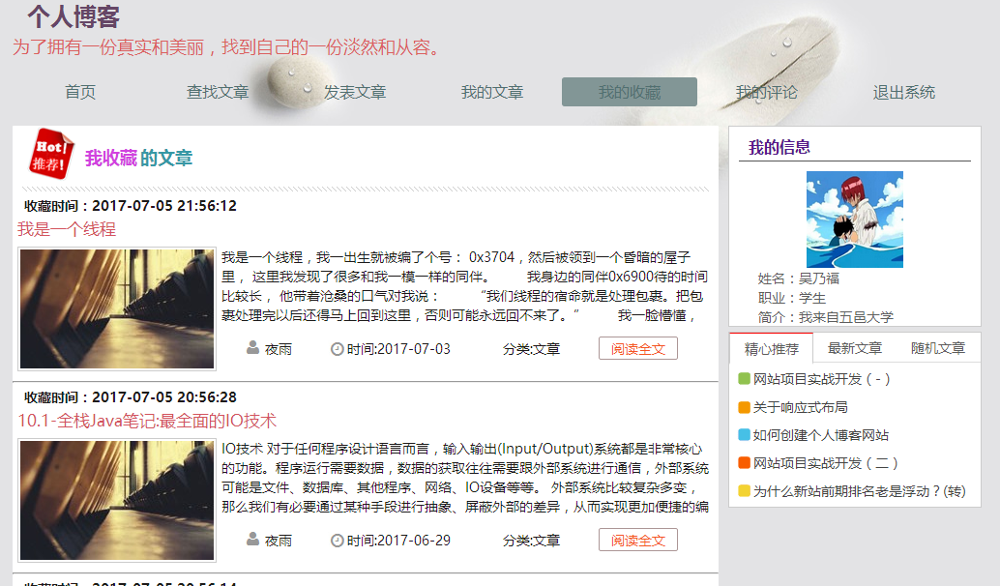 个人博客
为了拥有一份真实和美丽，找到自己的一份淡然和从容。
首页 查找文章 发表文章 我的文章 我的收藏 我的评论 退出系统
Hot!
推荐!
我收藏 的文章
收藏时间：2017-07-05 21:56:12
我是一个线程
我是一个线程，我一出生就被编了个号： 0x3704，然后被领到一个昏暗的屋子
里， 这里我发现了很多和我一模一样的同伴。 我身边的同伴0x6900待的时间
比较长， 他带着沧桑的口气对我说： “我们线程的宿命就是处理包裹。把包
裹处理完以后还得马上回到这里，否则可能永远回不来了。” 我一脸懵懂，
夜雨 时间:2017-07-03 分类:文章 阅读全文
收藏时间：2017-07-05 20:56:28
10.1-全栈Java笔记:最全面的IO技术
IO技术 对于任何程序设计语言而言，输入输出(Input/Output)系统都是非常核心
的功能。程序运行需要数据，数据的获取往往需要跟外部系统进行通信，外部系统
可能是文件、数据库、其他程序、网络、IO设备等等。 外部系统比较复杂多变，
那么我们有必要通过某种手段进行抽象、屏蔽外部的差异，从而实现更加便捷的编
夜雨 时间:2017-06-29 分类:文章 阅读全文
我的信息
姓名：吴乃福
职业：学生
简介：我来自五邑大学
精心推荐 最新文章 随机文章
网站项目实战开发（-）
关于响应式布局
如何创建个人博客网站
网站项目实战开发（二）
为什么新站前期排名老是浮动？(转)